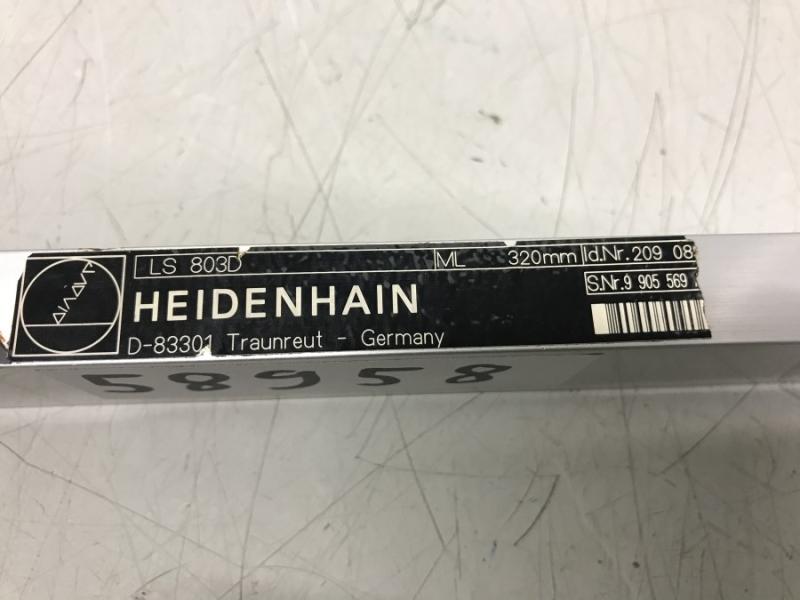 LS 803D ML 320mm Id.Nr.209 08
HEIDENHAIN S.Nr.9 905 569
D-83301 Traunreut - Germany
58958